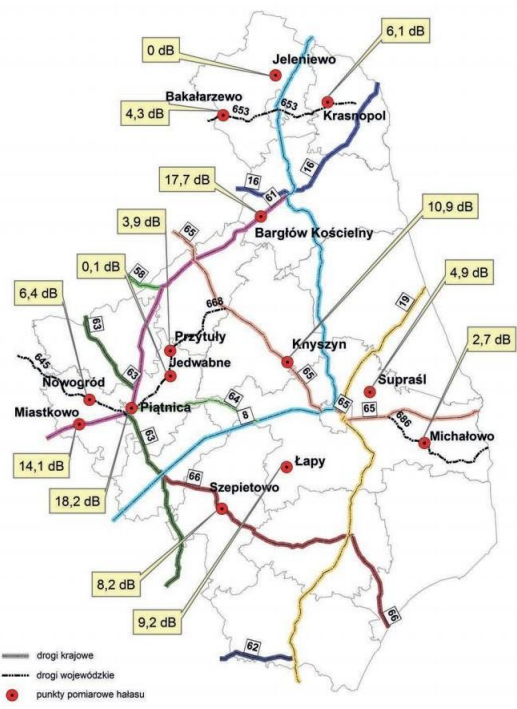 6,1 dB
0 dB
Jeleniewo
Bakałarzewo
653
653
4,3 dB
Krasnopol
16
16
17,7 dB
61
10,9 dB
3,9 dB
65
Bargłów Kościelny
0,1 dB
58
4,9 dB
6,4 dB
19
668
63
2,7 dB
Przytuły
Knyszyn
645
Jedwabne
63
65
Supraśl
Nowogród
64
Miastkowo
Piątnica
8
65
65
686
63
Michałowo
14,1 dB
Łapy
66
Szepietowo
18,2 dB
8,2 dB
66
9,2 dB
62
drogi krajowe
drogi wojewódzkie
punkty pomiarowe hałasu